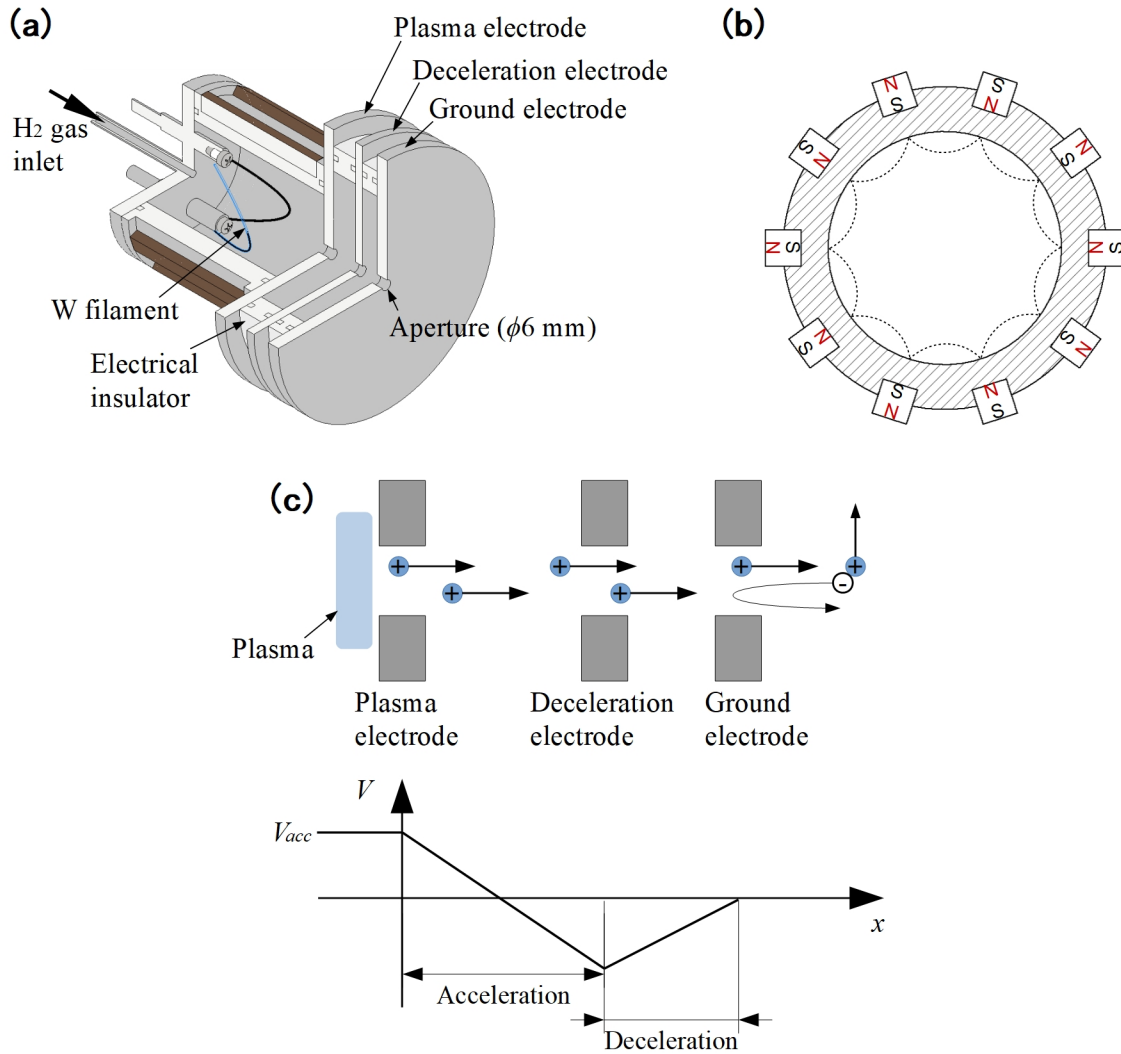 (a)
Plasma electrode
Deceleration electrode
Ground electrode
H2 gas
inlet
W filament
Aperture (ϕ6 mm)
Electrical
insulator
(b)
N
S
S
N
S
N
N
S
N
S
S
N
S
N
N
S
S
N
N
S
(c)
+
+
+
+
+
+
-
Plasma
Plasma
electrode
Deceleration
electrode
Ground
electrode
V
Vacc
x
Acceleration
Deceleration